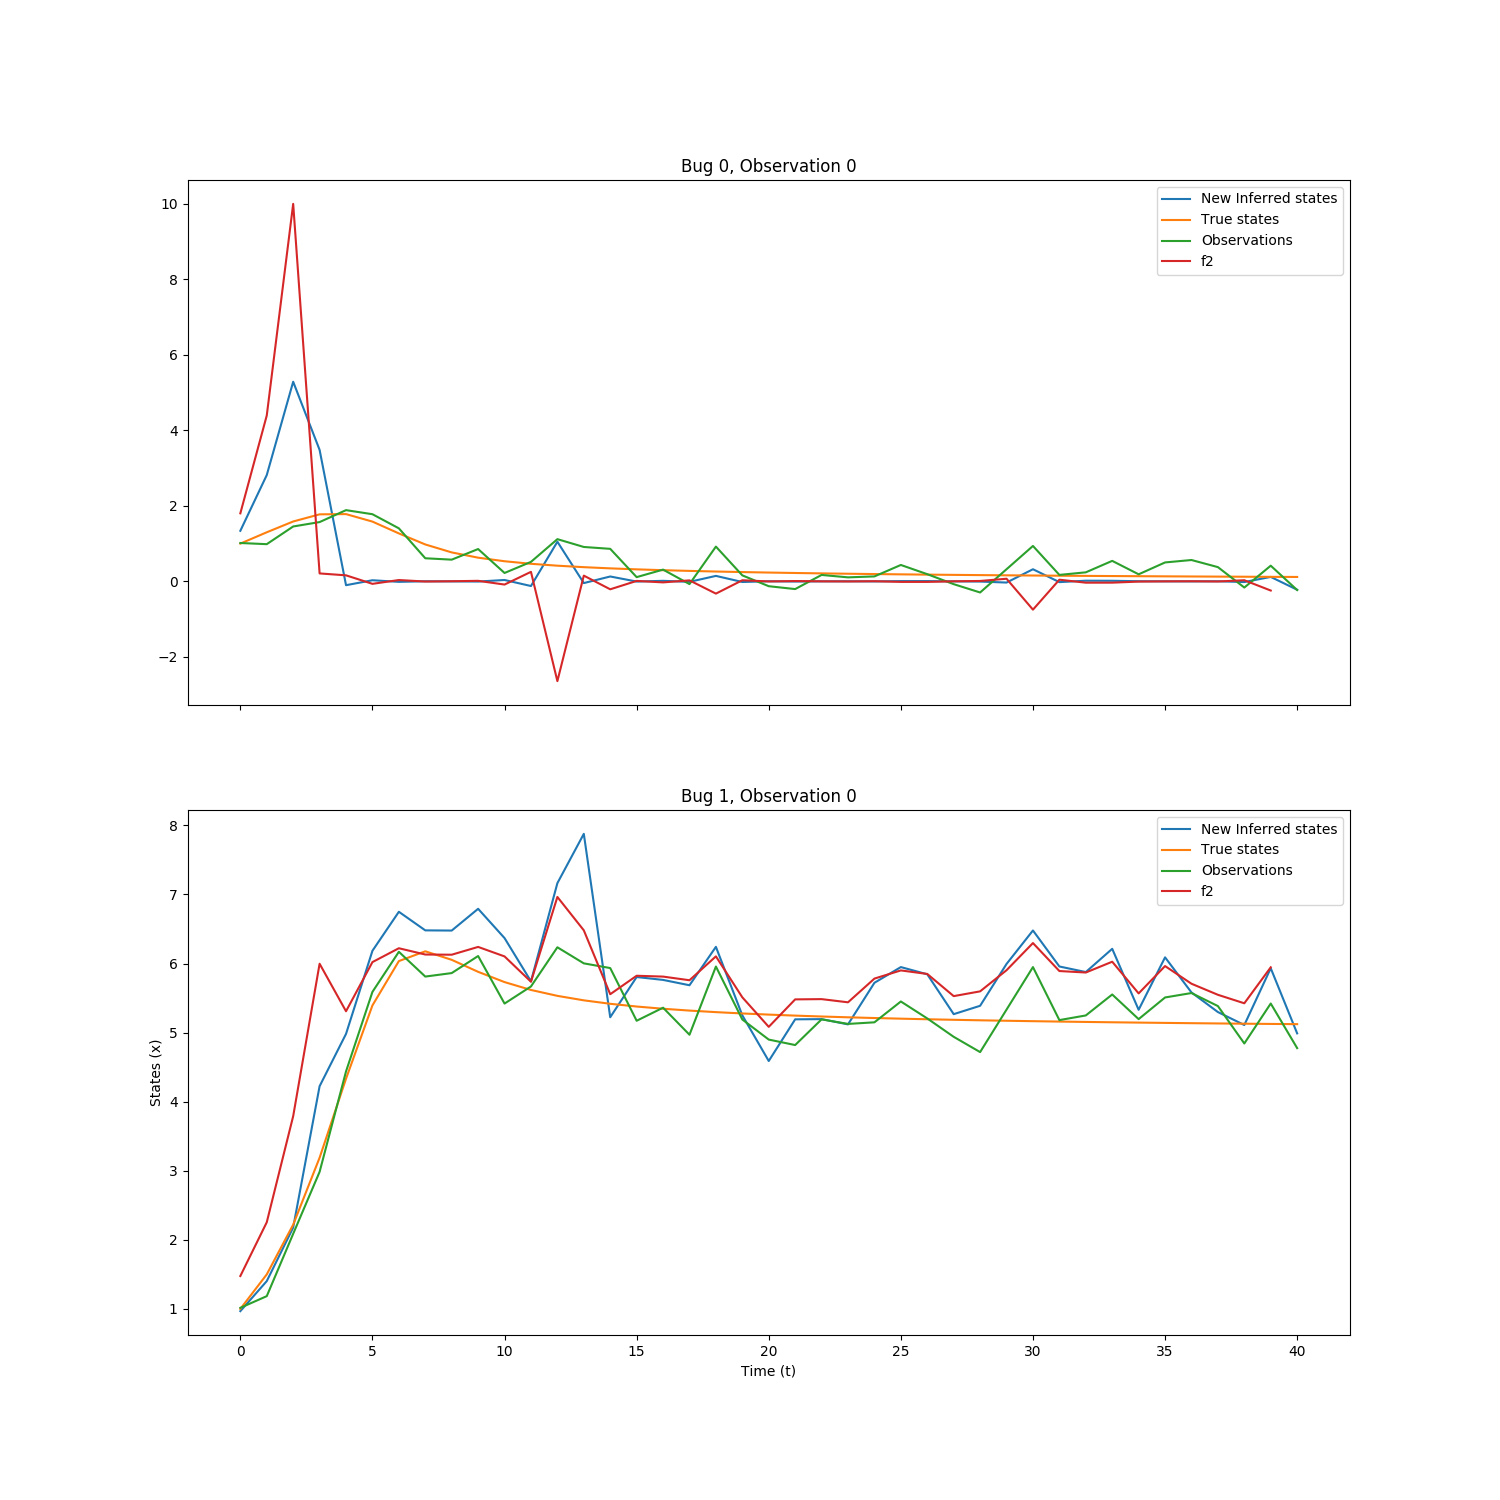 Bug 0, Observation 0
10
8
6
4
2
0
−2
New Inferred states
True states
Observations
f2
Bug 1, Observation 0
8
7
6
5
4
3
2
1
States (x)
New Inferred states
True states
Observations
f2
0 5 10 15 20 25 30 35 40
Time (t)